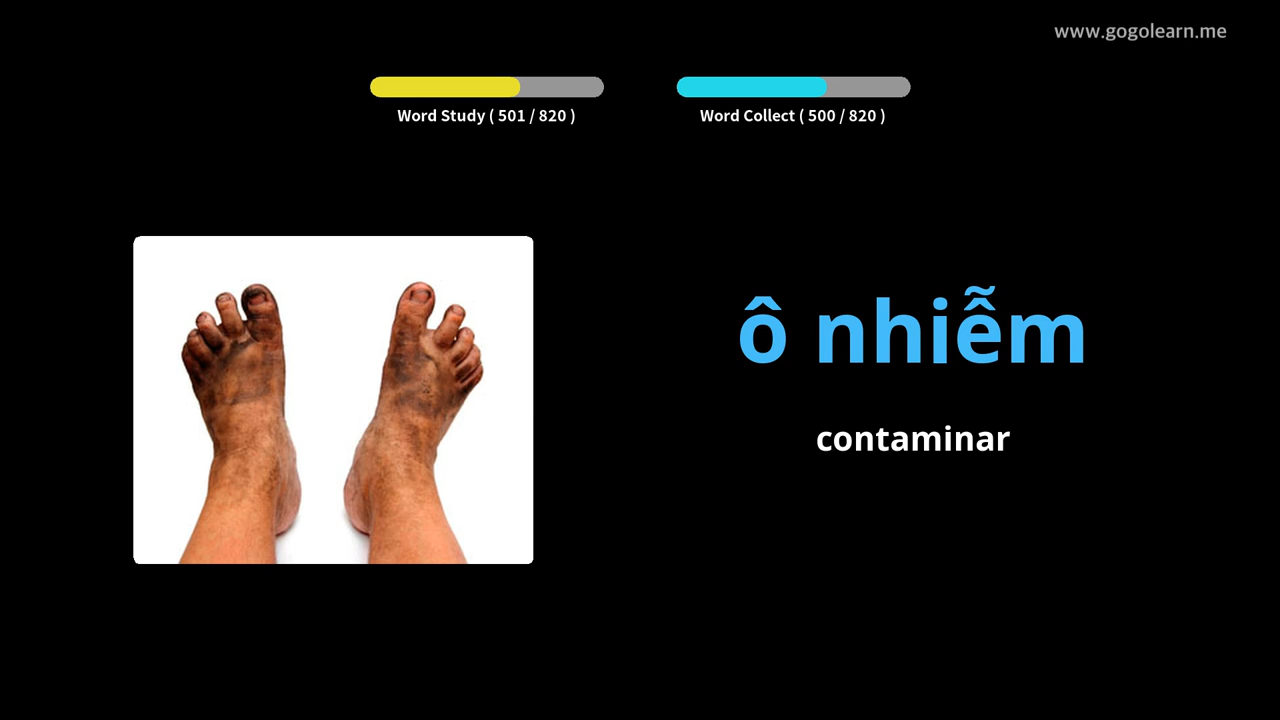 www.gogolearn.me
Word Study ( 501 / 820 )
Word Collect ( 500 / 820 )
ô nhiễm
contaminar